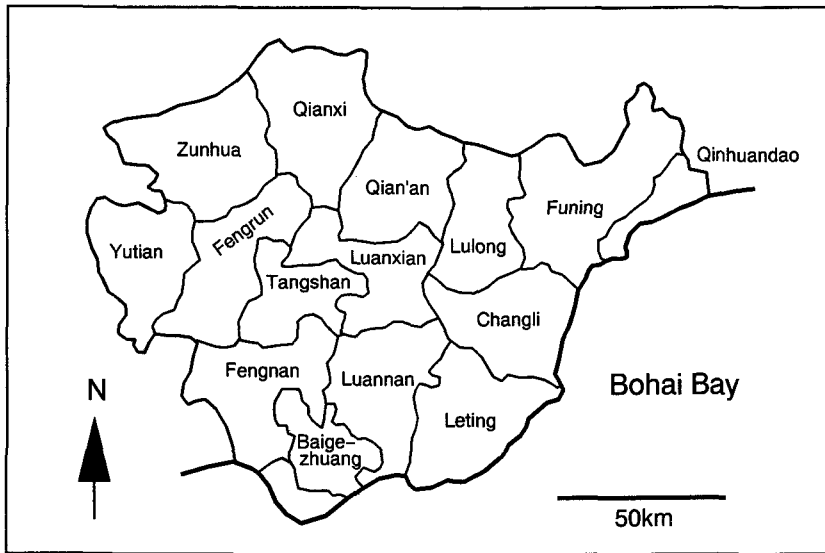 Qianxi
Zunhua
Qinhuandao
Qian'an
Funing
Fengrun
Yutian
Luanxian
Lulong
Tangshan
Changli
Fengnan
Luannan
N
Bohai Bay
Leting
Baige-
zhuang
50km